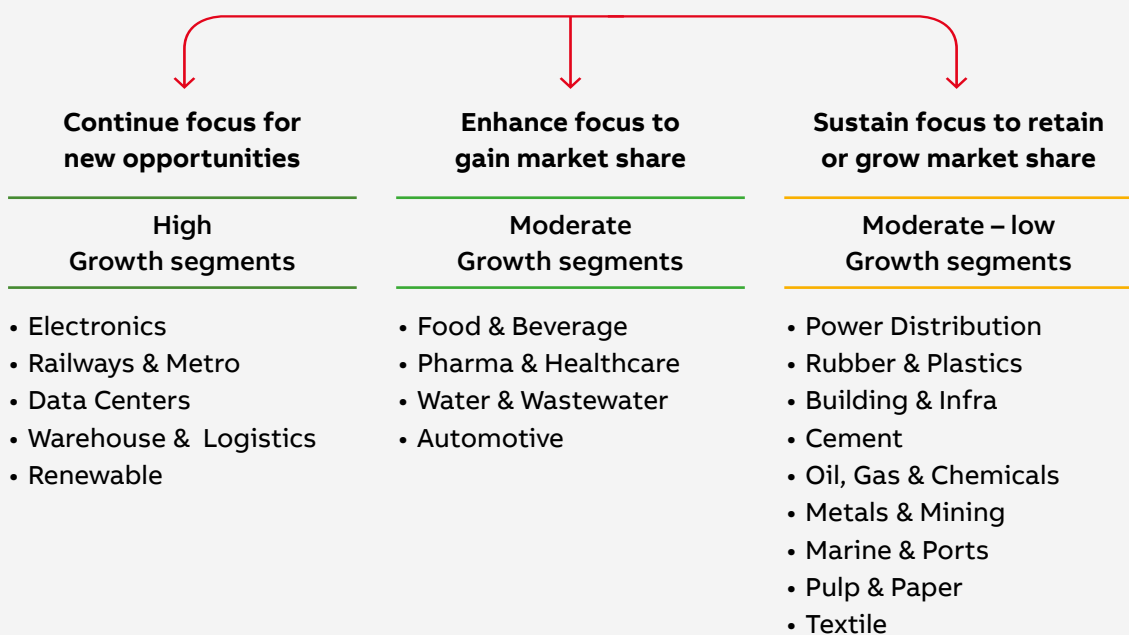 Continue focus for
new opportunities
High
Growth segments
• Electronics
• Railways & Metro
• Data Centers
• Warehouse & Logistics
• Renewable
Enhance focus to
gain market share
Moderate
Growth segments
• Food & Beverage
• Pharma & Healthcare
• Water & Wastewater
• Automotive
Sustain focus to retain
or grow market share
Moderate – low
Growth segments
• Power Distribution
• Rubber & Plastics
• Building & Infra
• Cement
• Oil, Gas & Chemicals
• Metals & Mining
• Marine & Ports
• Pulp & Paper
• Textile